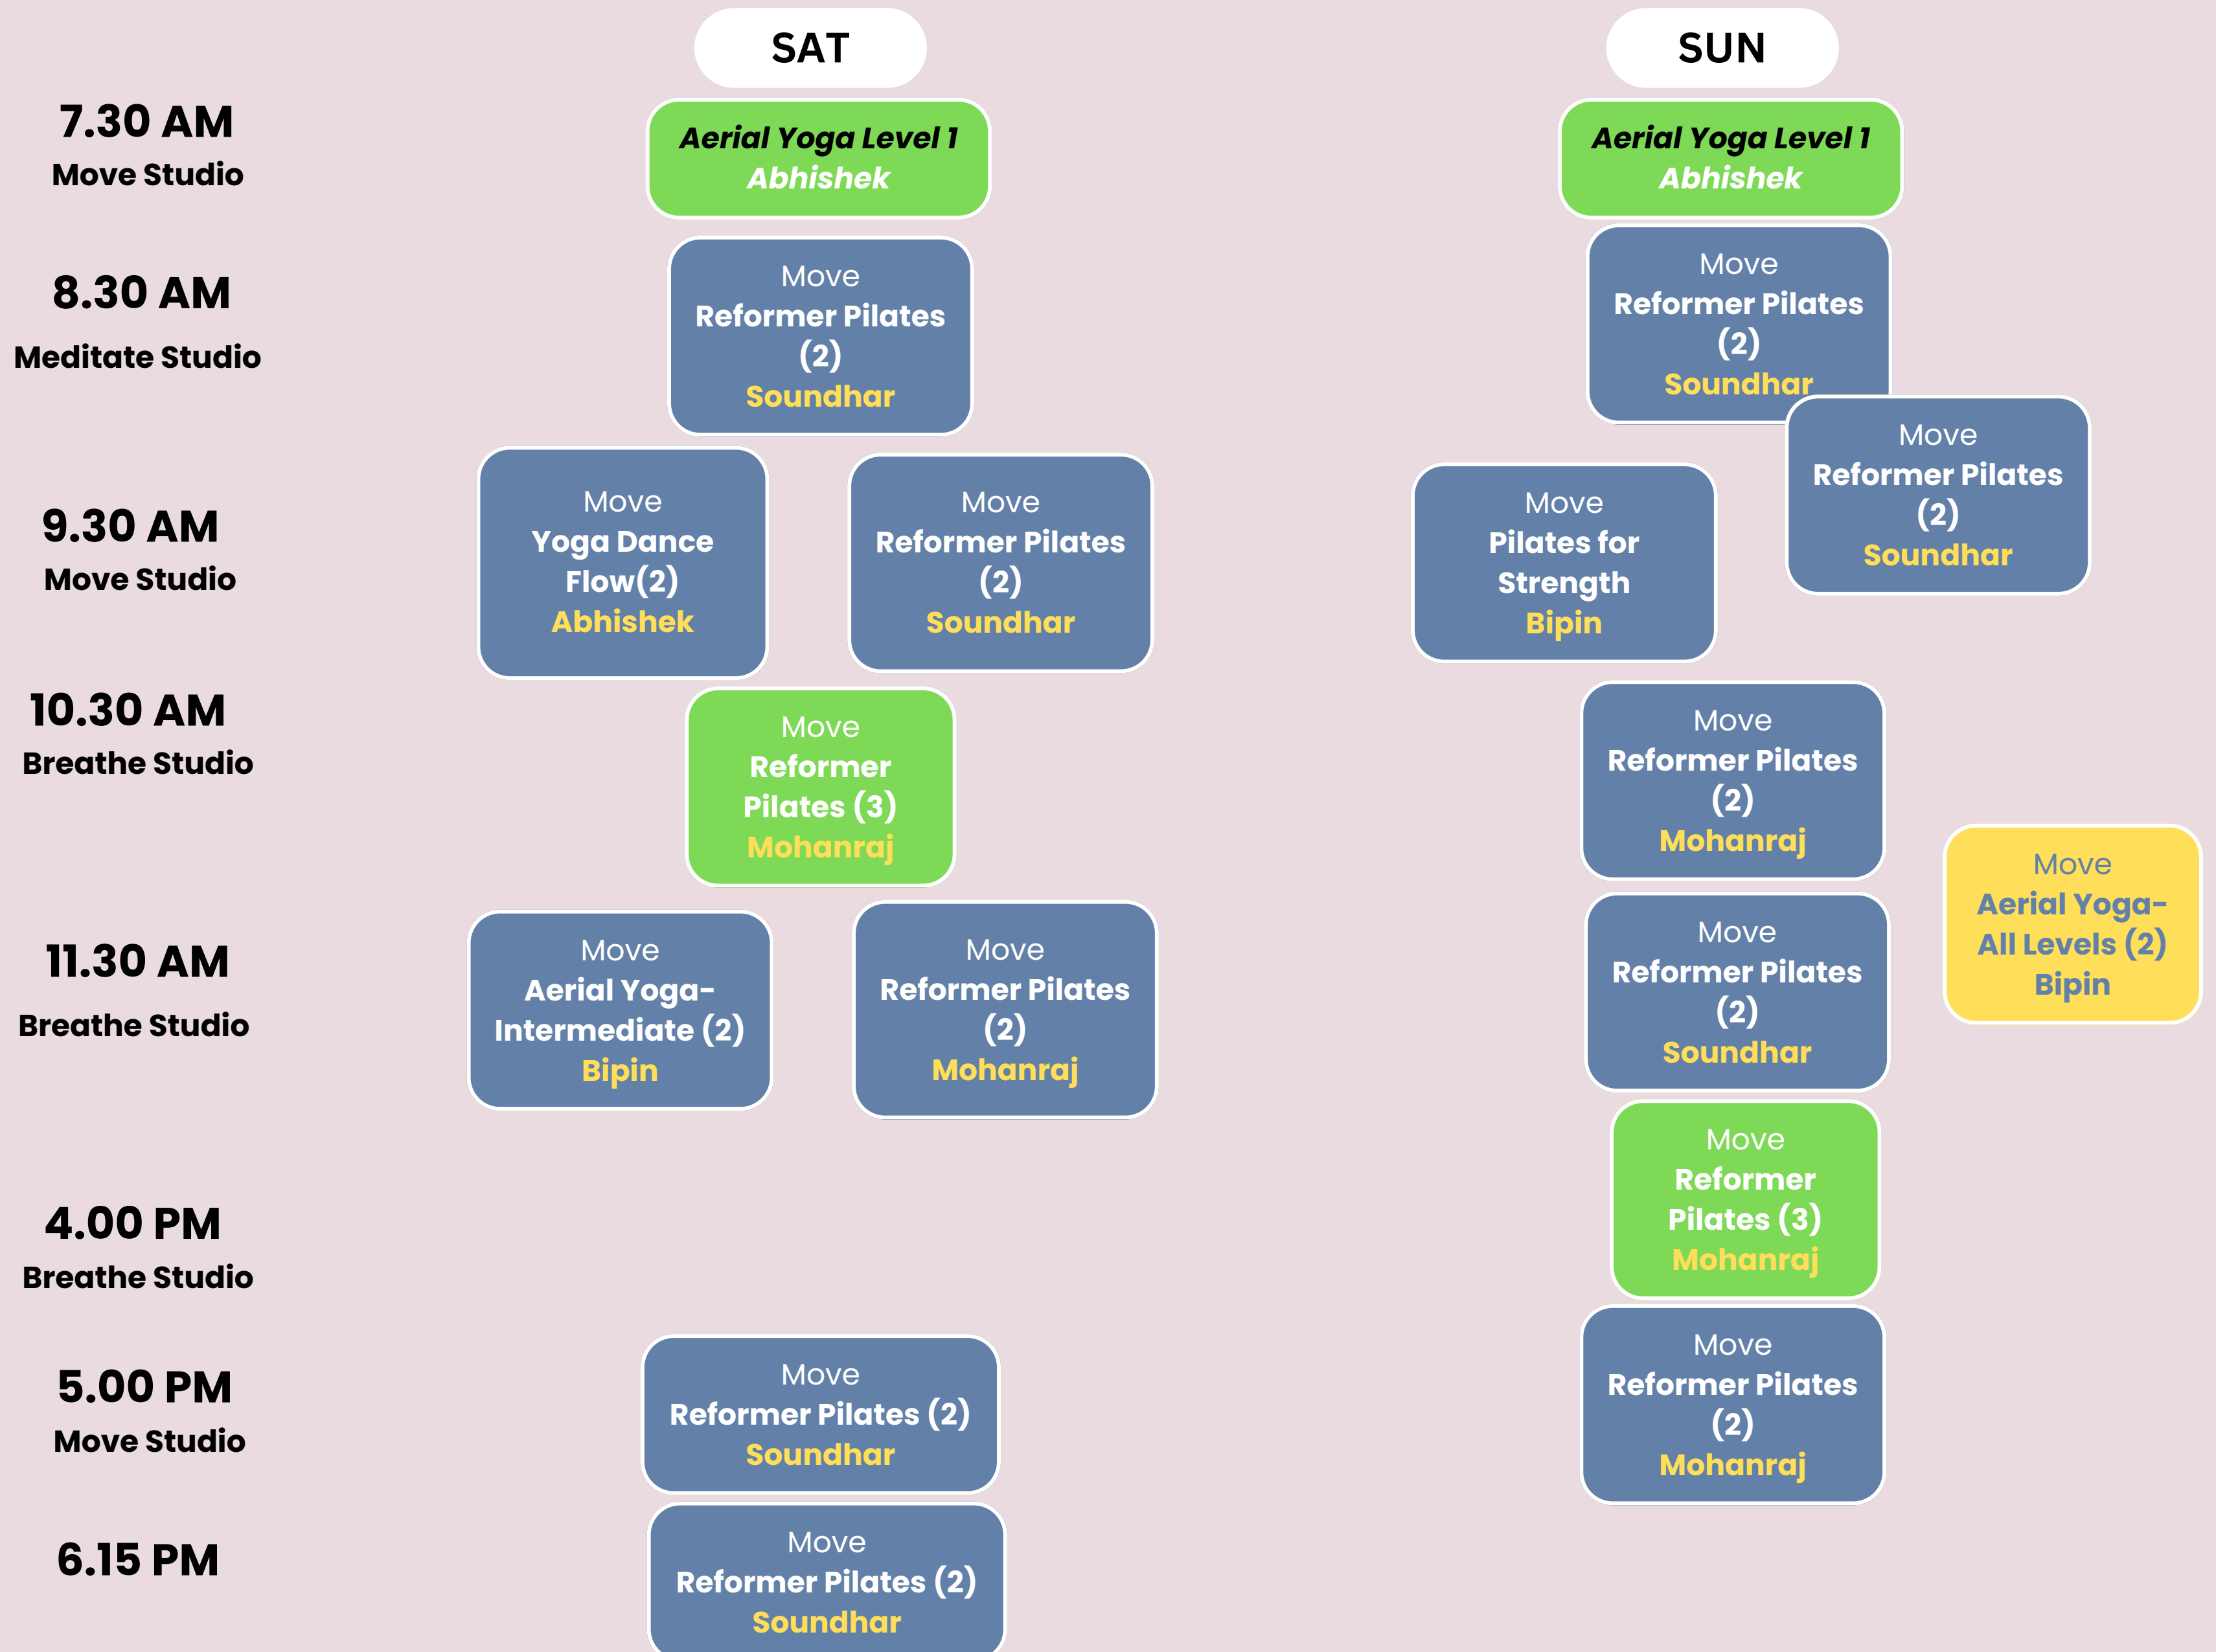 SAT
SUN
7.30 AM
Move Studio
Aerial Yoga Level 1
Abhishek
Aerial Yoga Level 1
Abhishek
8.30 AM
Meditate Studio
Move
Reformer Pilates
(2)
Soundhar
Move
Reformer Pilates
(2)
Soundhar
9.30 AM
Move Studio
Move
Yoga Dance
Flow(2)
Abhishek
Move
Reformer Pilates
(2)
Soundhar
Move
Pilates for
Strength
Bipin
Move
Reformer Pilates
(2)
Soundhar
10.30 AM
Breathe Studio
Move
Reformer
Pilates (3)
Mohanraj
Move
Reformer Pilates
(2)
Mohanraj
11.30 AM
Breathe Studio
Move
Aerial Yoga-
Intermediate (2)
Bipin
Move
Reformer Pilates
(2)
Mohanraj
Move
Reformer Pilates
(2)
Soundhar
Move
Aerial Yoga-
All Levels (2)
Bipin
4.00 PM
Breathe Studio
Move
Reformer
Pilates (3)
Mohanraj
5.00 PM
Move Studio
Move
Reformer Pilates (2)
Soundhar
Move
Reformer Pilates
(2)
Mohanraj
6.15 PM
Move
Reformer Pilates (2)
Soundhar